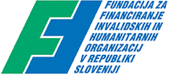 FUNDACIJA ZA
FINANCIRANJE
INVALIDSKIH IN
HUMANITARNIH
ORGANIZACIJ
V REPUBLIKI
SLOVENIJI